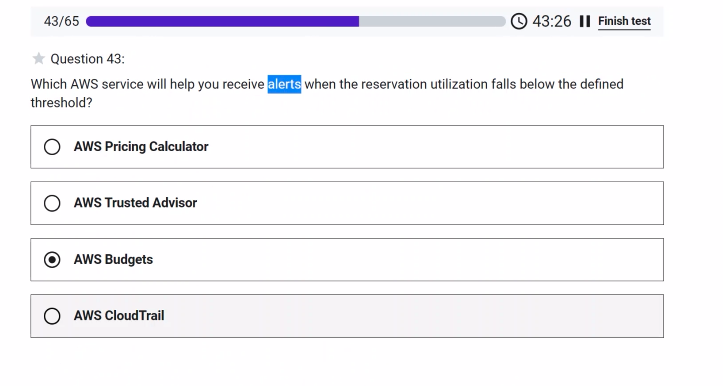 43/65 43:26 Finish test
Question 43:
Which AWS service will help you receive alerts when the reservation utilization falls below the defined
threshold?
AWS Pricing Calculator
AWS Trusted Advisor
AWS Budgets
AWS CloudTrail